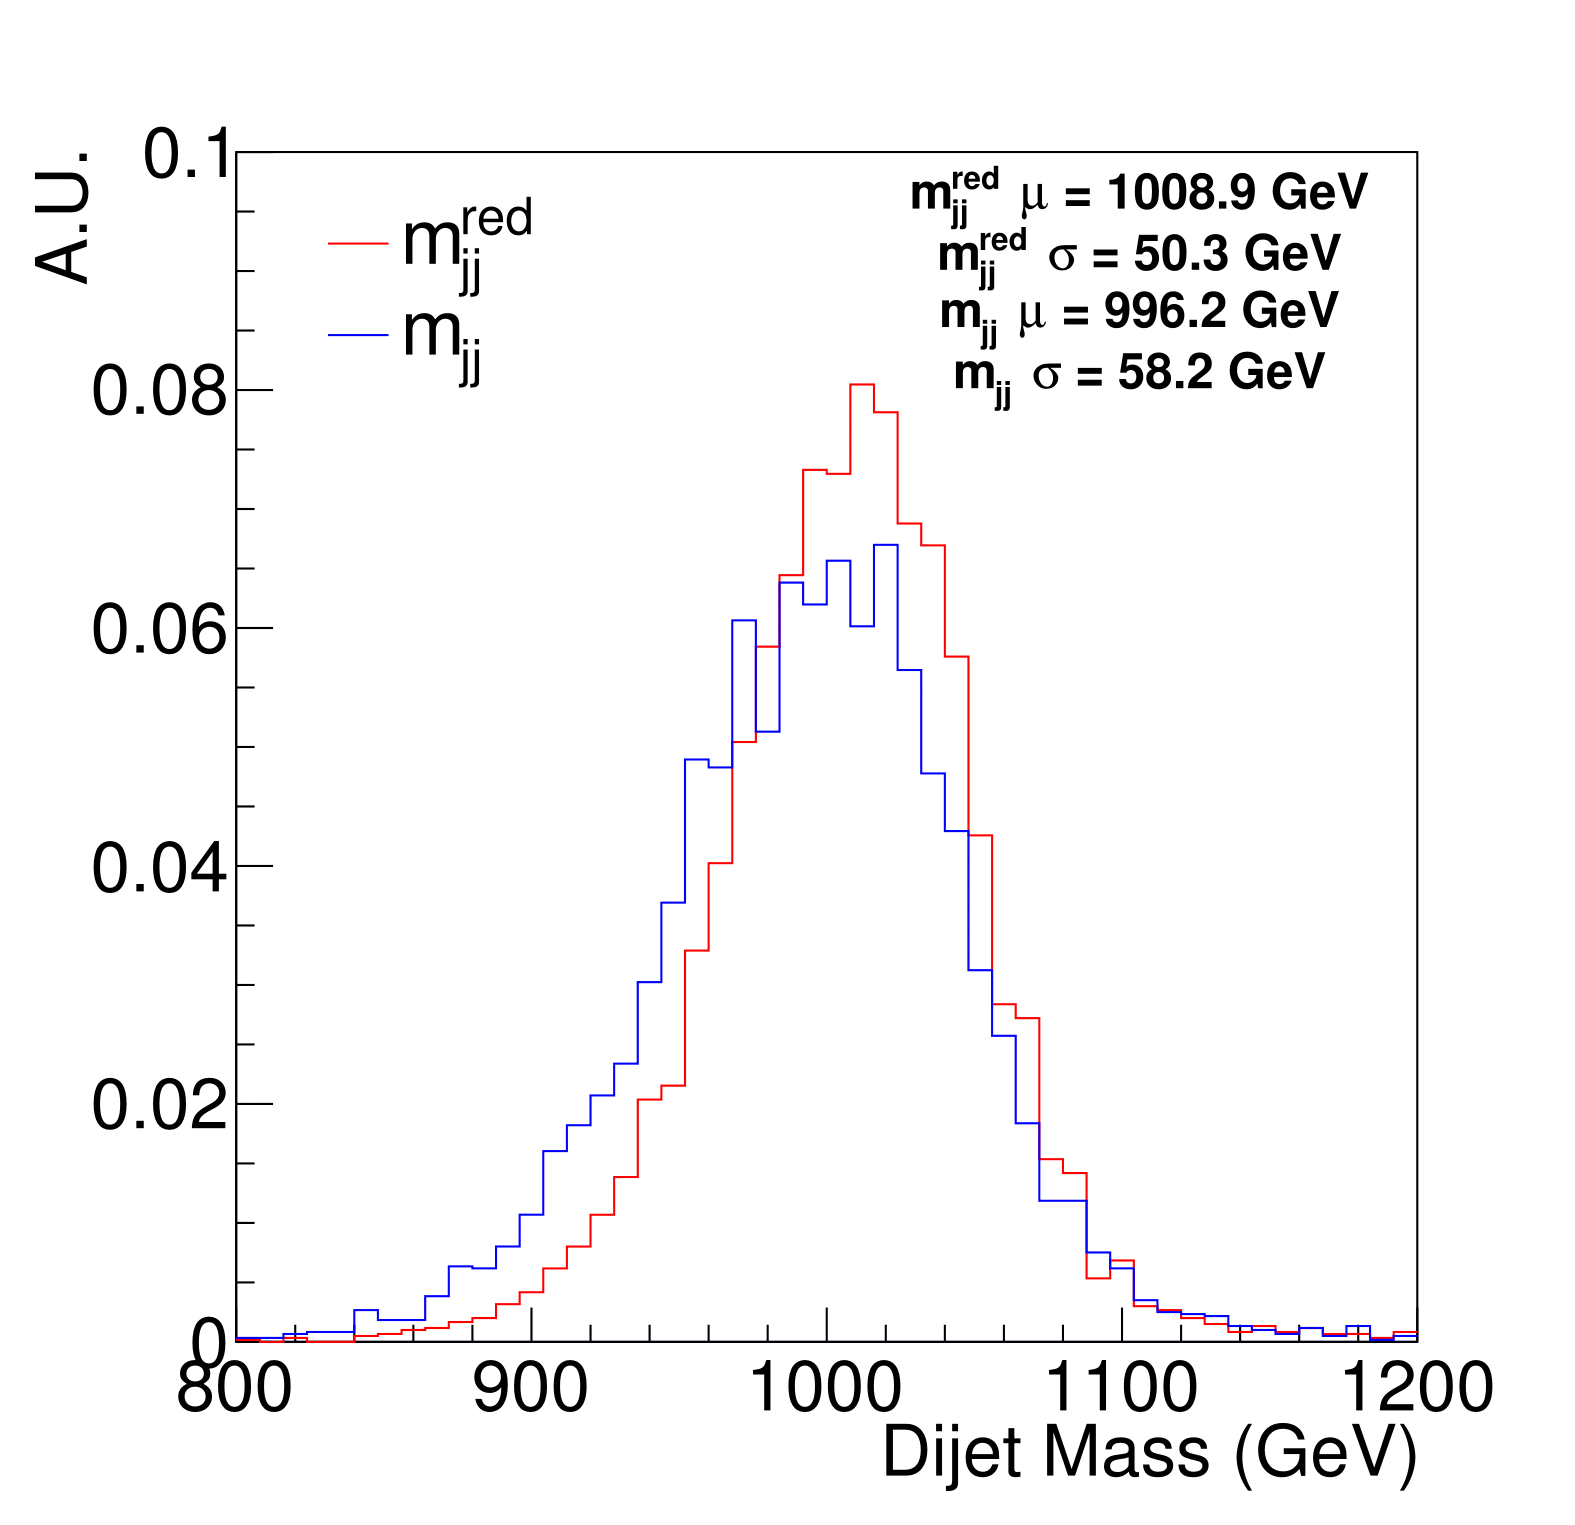 A.U.
0.1
0.08
0.06
0.04
0.02
0
m_jj^red
m_jj
m_jj^red μ = 1008.9 GeV
m_jj^red σ = 50.3 GeV
m_jj μ = 996.2 GeV
m_jj σ = 58.2 GeV
800 900 1000 1100 1200
Dijet Mass (GeV)